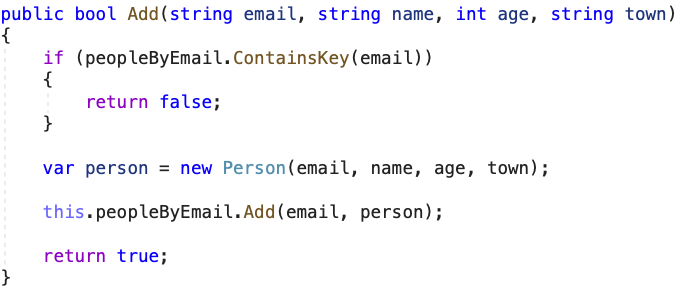 public bool Add(string email, string name, int age, string town)
{
    if (peopleByEmail.ContainsKey(email))
    {
        return false;
    }
    var person = new Person(email, name, age, town);
    this.peopleByEmail.Add(email, person);
    return true;
}